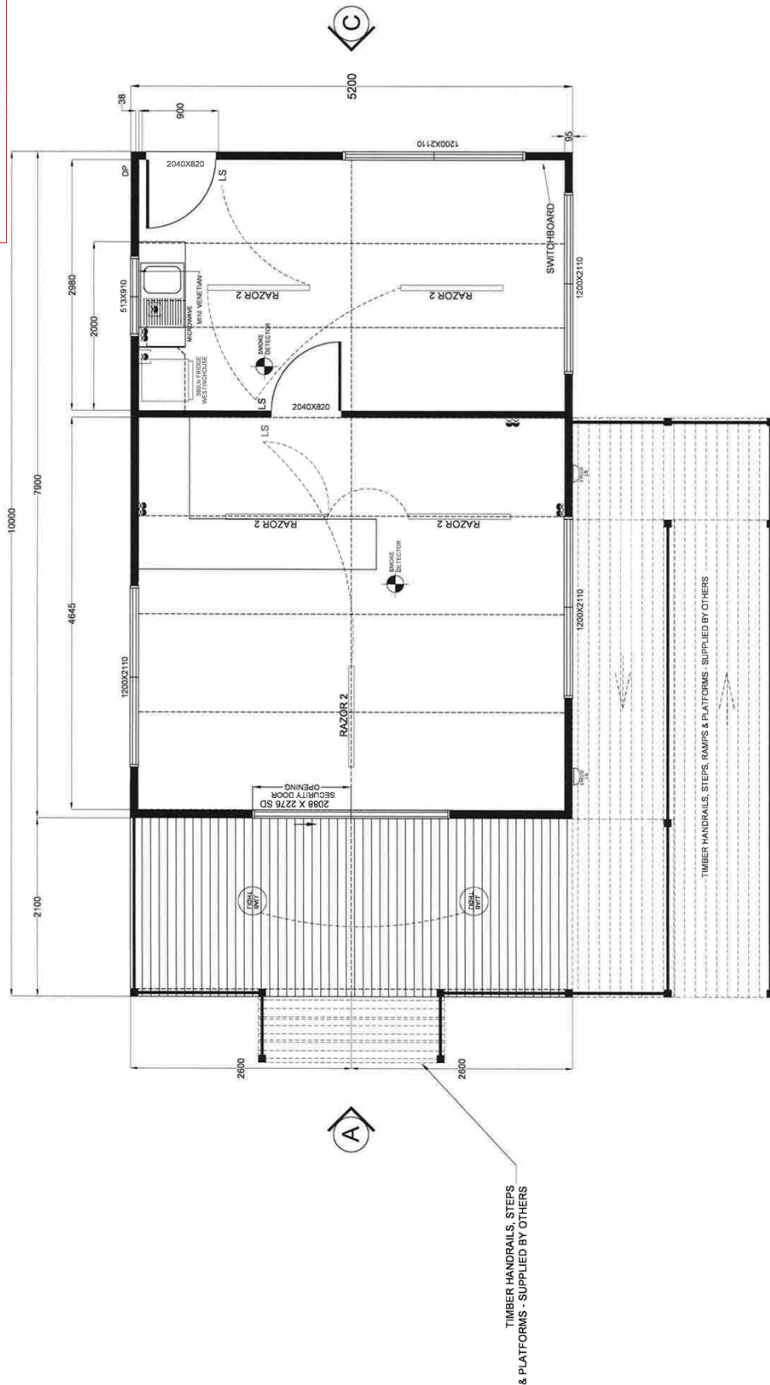 C
5200
38
900
95
10000
7900
2980
2000
4645
2100
2040X820
DP
LS
1200X2110
SWITCHBOARD
513X910
MINI VENETIAN
MICROWAVE
RAZOR 2
RAZOR 2
1200X2110
SMOKE
DETECTOR
WESTINGHOUSE
LS
2040X820
LS
RAZOR 2
RAZOR 2
SMOKE
DETECTOR
1200X2110
1200X2110
RAZOR 2
2088 X 2276 SD
SECURITY DOOR
OPENING
TIMBER HANDRAILS, STEPS, RAMPS & PLATFORMS - SUPPLIED BY OTHERS
2600
2600
A
TIMBER HANDRAILS, STEPS
& PLATFORMS - SUPPLIED BY OTHERS